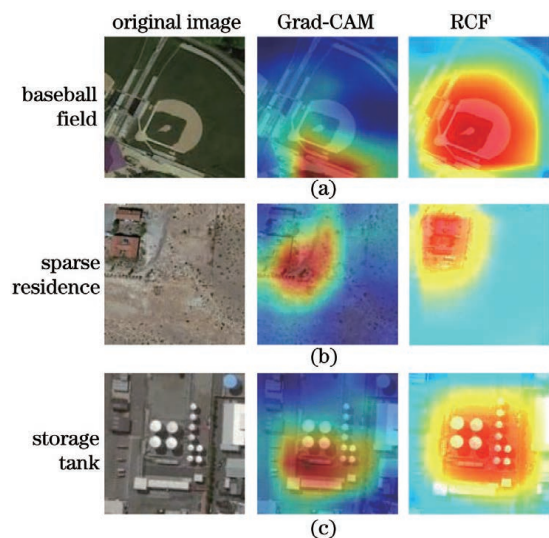 original image Grad-CAM RCF
baseball
field
(a)
sparse
residence
(b)
storage
tank
(c)